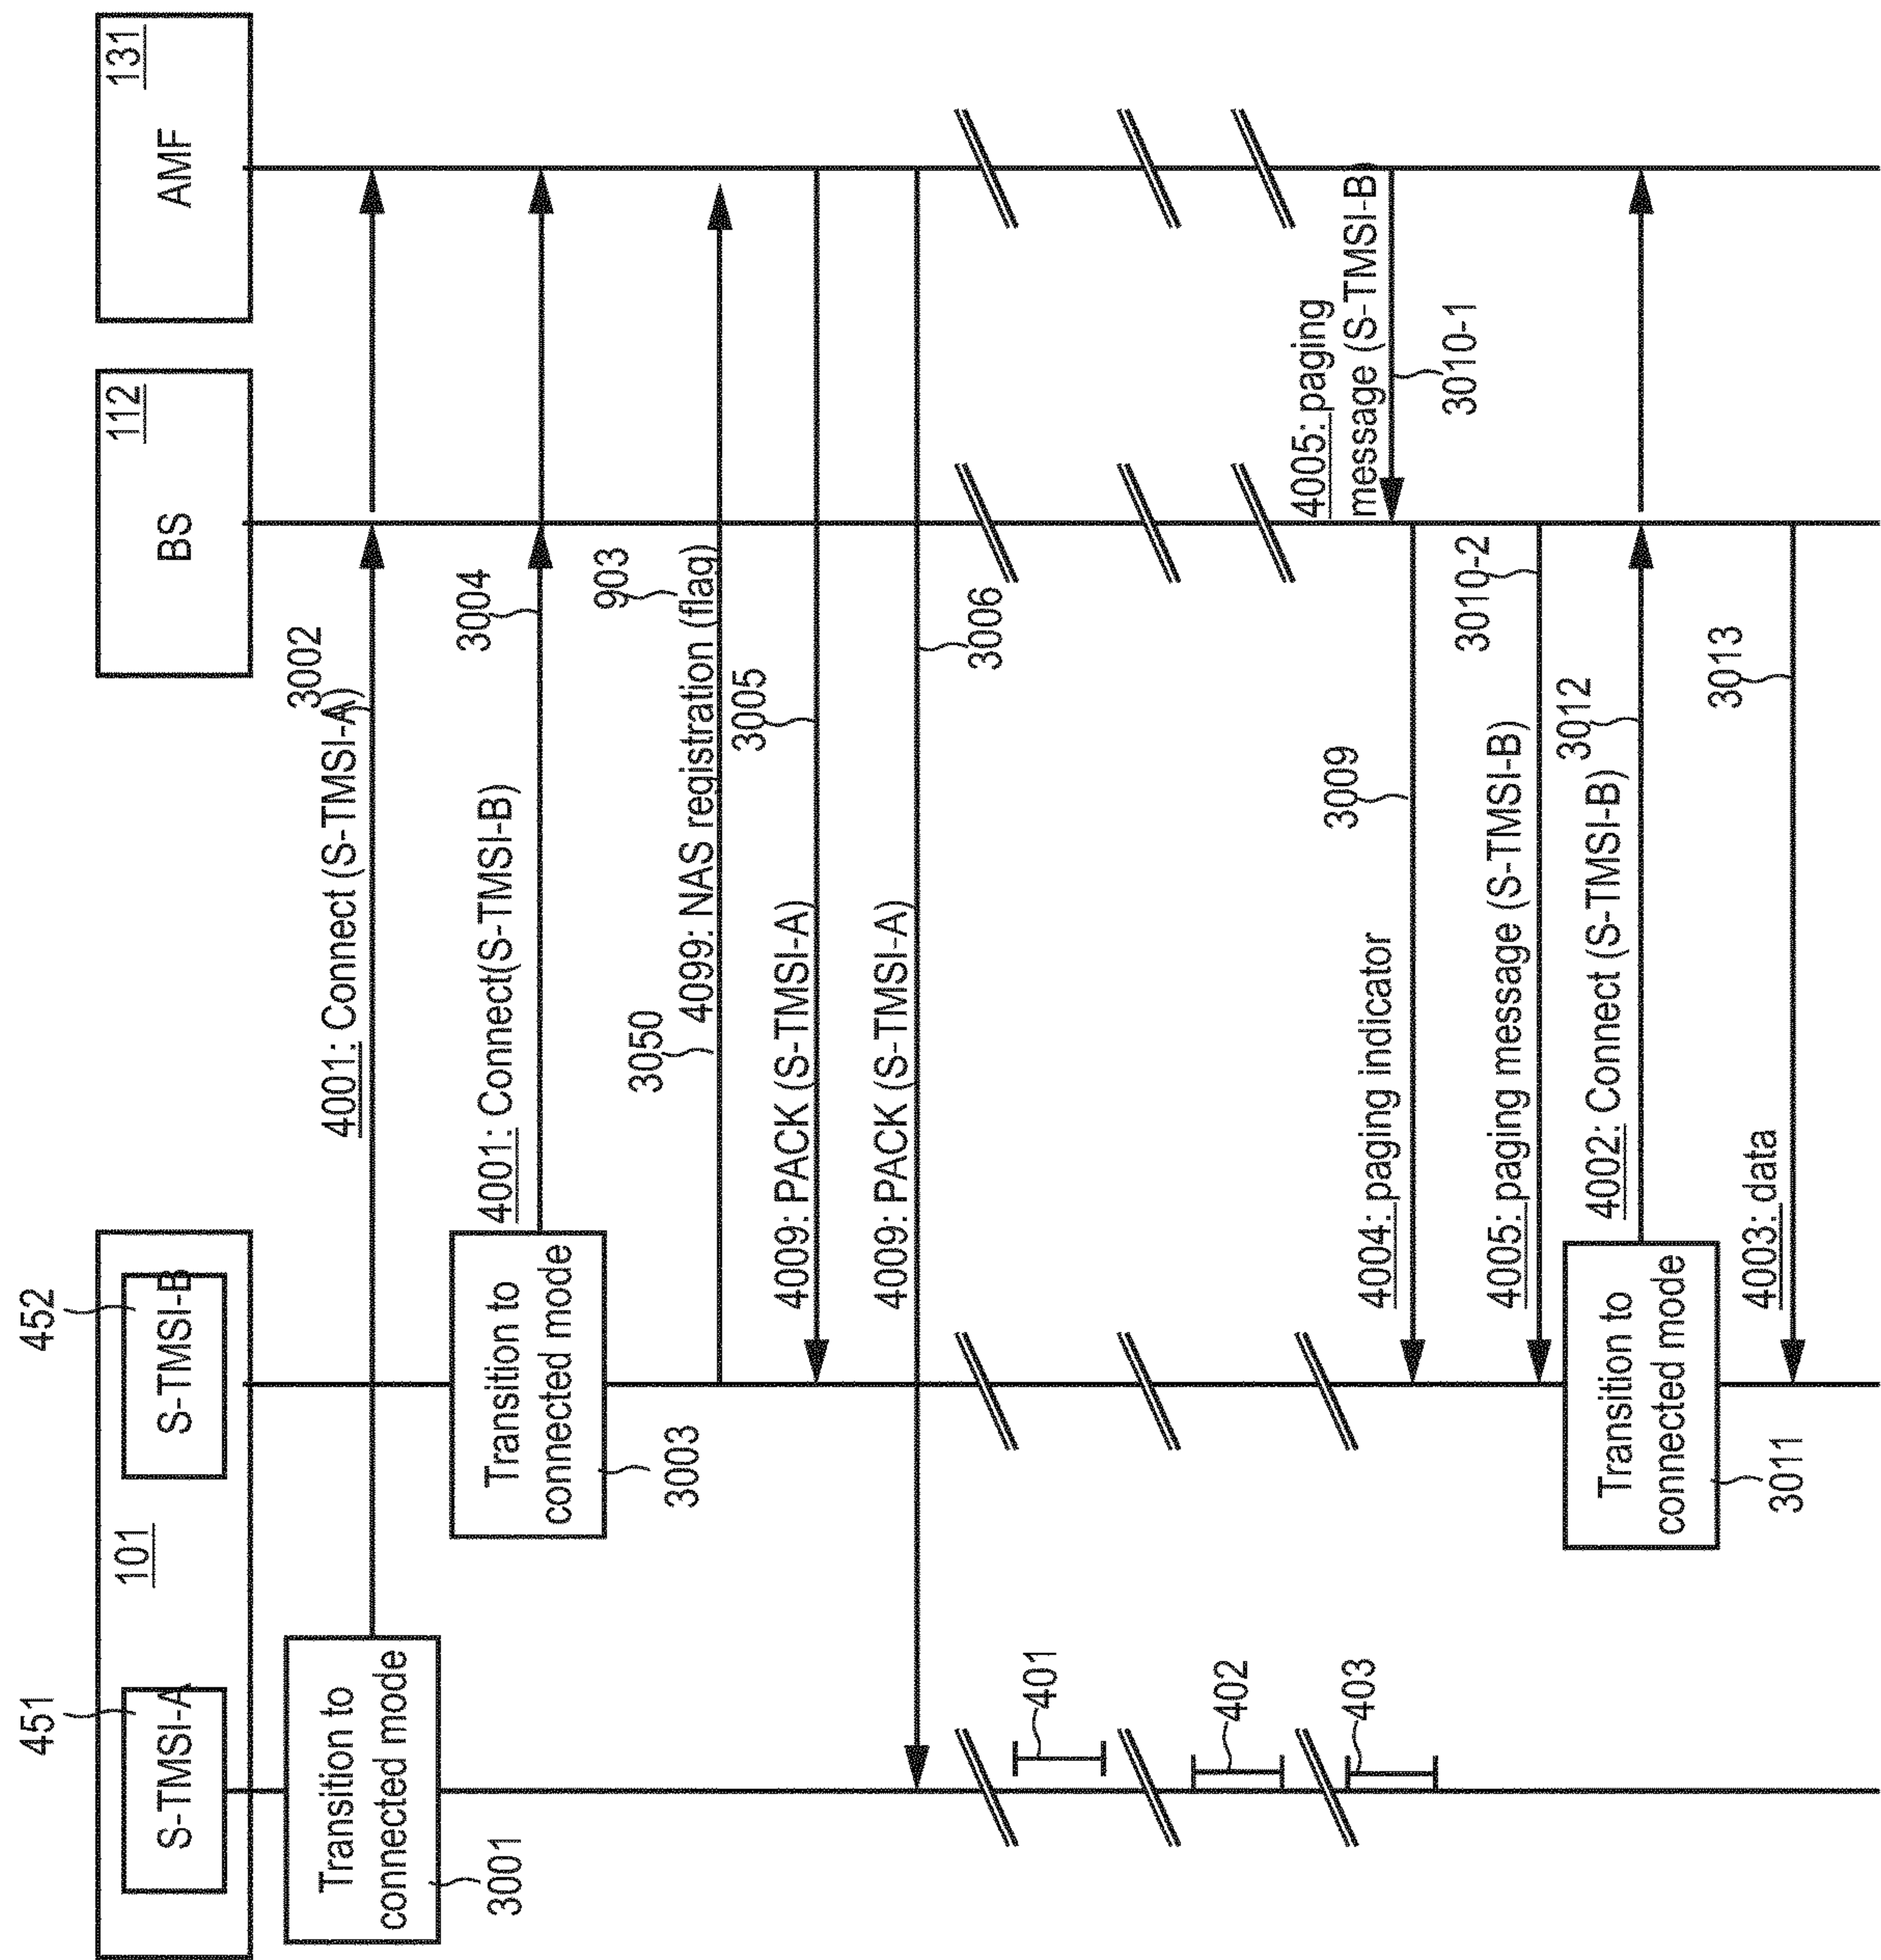 451
452
S-TMSI-A
101
S-TMSI-B
112
BS
131
AMF
Transition to
connected mode
3001
4001: Connect (S-TMSI-A)
3002
Transition to
connected mode
3003
4001: Connect(S-TMSI-B)
3004
3050
4099: NAS registration (flag)
903
4009: PACK (S-TMSI-A)
3005
4009: PACK (S-TMSI-A)
3006
401
402
403
4005: paging
message (S-TMSI-B)
3010-1
4004: paging indicator
3009
4005: paging message (S-TMSI-B)
3010-2
Transition to
connected mode
3011
4002: Connect (S-TMSI-B)
3012
4003: data
3013